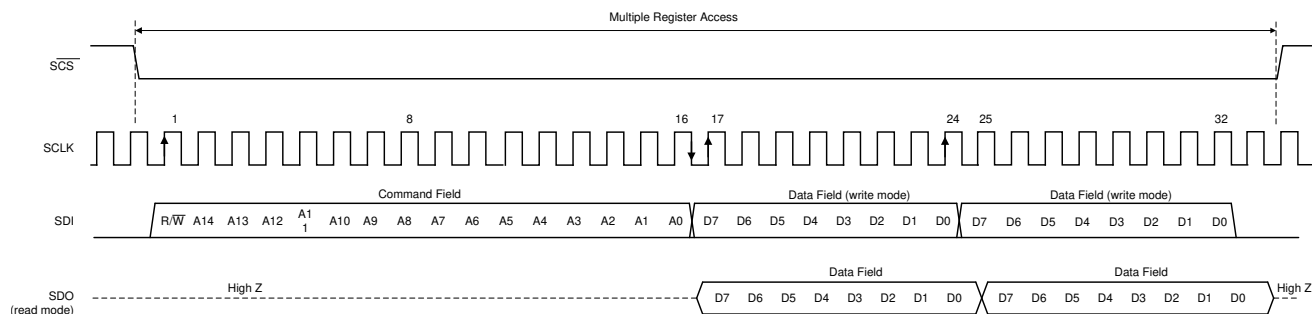 Multiple Register Access
SCS
1 8 16 17 24 25 32
SCLK
Command Field Data Field (write mode) Data Field (write mode)
SDI R/W A14 A13 A12 A1 1 A10 A9 A8 A7 A6 A5 A4 A3 A2 A1 A0 D7 D6 D5 D4 D3 D2 D1 D0 D7 D6 D5 D4 D3 D2 D1 D0
Data Field Data Field
High Z High Z
SDO D7 D6 D5 D4 D3 D2 D1 D0 D7 D6 D5 D4 D3 D2 D1 D0
(read mode)